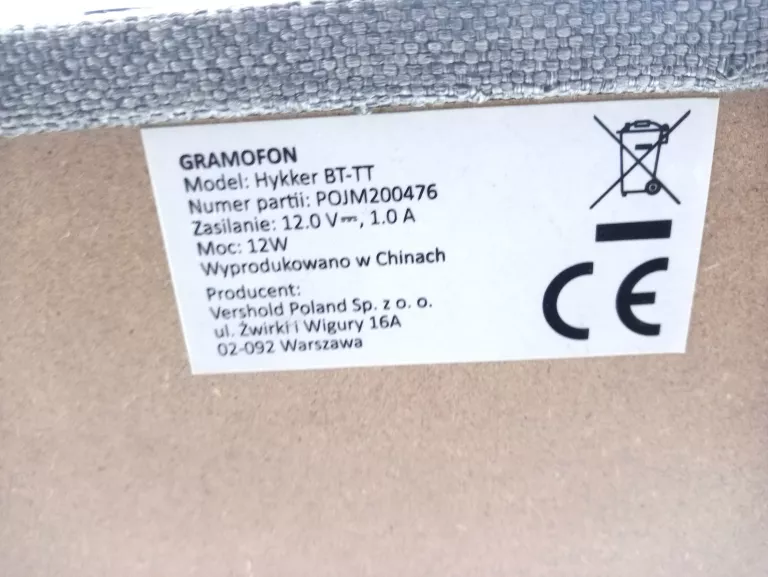 GRAMOFON
Model: Hykker BT-TT
Numer partii: POJM200476
Zasilanie: 12.0 V⎓, 1.0 A
Moc: 12W
Wyprodukowano w Chinach
Producent:
Vershold Poland Sp. z o. o.
ul. Żwirki i Wigury 16A
02-092 Warszawa
CE